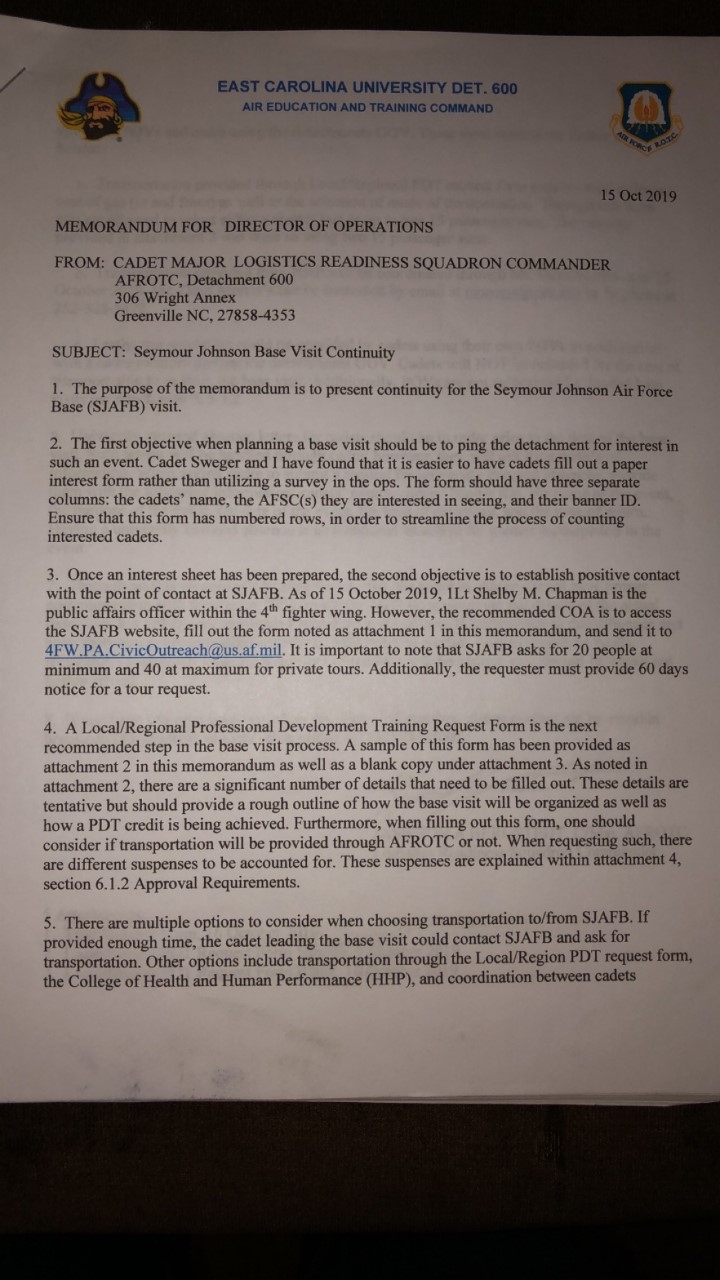 EAST CAROLINA UNIVERSITY DET. 600
AIR EDUCATION AND TRAINING COMMAND
AIR FORCE R.O.T.C.
15 Oct 2019
MEMORANDUM FOR DIRECTOR OF OPERATIONS
FROM: CADET MAJOR LOGISTICS READINESS SQUADRON COMMANDER
AFROTC, Detachment 600
306 Wright Annex
Greenville NC, 27858-4353
SUBJECT: Seymour Johnson Base Visit Continuity
1. The purpose of the memorandum is to present continuity for the Seymour Johnson Air Force
Base (SJAFB) visit.
2. The first objective when planning a base visit should be to ping the detachment for interest in
such an event. Cadet Sweger and I have found that it is easier to have cadets fill out a paper
interest form rather than utilizing a survey in the ops. The form should have three separate
columns: the cadets' name, the AFSC(s) they are interested in seeing, and their banner ID.
Ensure that this form has numbered rows, in order to streamline the process of counting
interested cadets.
3. Once an interest sheet has been prepared, the second objective is to establish positive contact
with the point of contact at SJAFB. As of 15 October 2019, 1Lt Shelby M. Chapman is the
public affairs officer within the 4th fighter wing. However, the recommended COA is to access
the SJAFB website, fill out the form noted as attachment 1 in this memorandum, and send it to
4FW.PA.CivicOutreach@us.af.mil. It is important to note that SJAFB asks for 20 people at
minimum and 40 at maximum for private tours. Additionally, the requester must provide 60 days
notice for a tour request.
4. A Local/Regional Professional Development Training Request Form is the next
recommended step in the base visit process. A sample of this form has been provided as
attachment 2 in this memorandum as well as a blank copy under attachment 3. As noted in
attachment 2, there are a significant number of details that need to be filled out. These details are
tentative but should provide a rough outline of how the base visit will be organized as well as
how a PDT credit is being achieved. Furthermore, when filling out this form, one should
consider if transportation will be provided through AFROTC or not. When requesting such, there
are different suspenses to be accounted for. These suspenses are explained within attachment 4,
section 6.1.2 Approval Requirements.
5. There are multiple options to consider when choosing transportation to/from SJAFB. If
provided enough time, the cadet leading the base visit could contact SJAFB and ask for
transportation. Other options include transportation through the Local/Region PDT request form,
the College of Health and Human Performance (HHP), and coordination between cadets